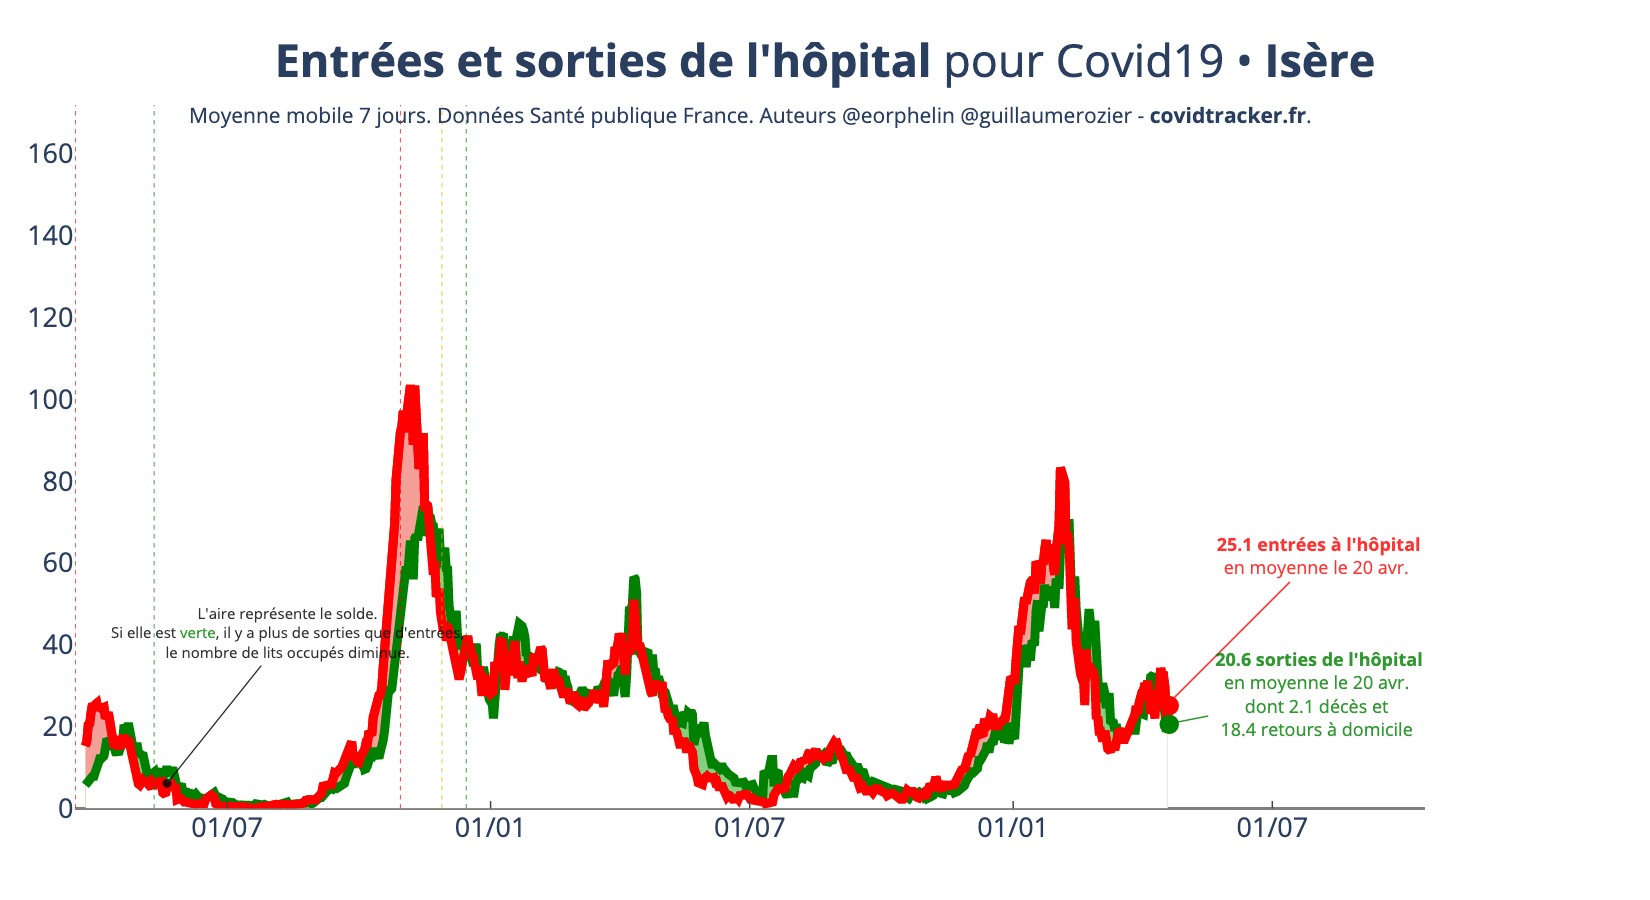 Entrées et sorties de l'hôpital pour Covid19 • Isère
Moyenne mobile 7 jours. Données Santé publique France. Auteurs @eorphelin @guillaumerozier - covidtracker.fr.
160
140
120
100
80
60
40
20
0
L'aire représente le solde.
Si elle est verte, il y a plus de sorties que d'entrées,
le nombre de lits occupés diminue.
25.1 entrées à l'hôpital
en moyenne le 20 avr.
20.6 sorties de l'hôpital
en moyenne le 20 avr.
dont 2.1 décès et
18.4 retours à domicile
01/07 01/01 01/07 01/01 01/07